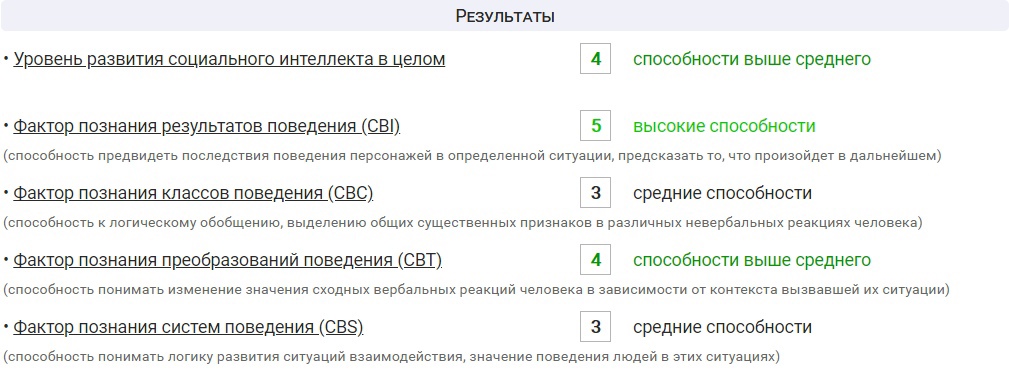 Результаты
• Уровень развития социального интеллекта в целом 4 способности выше среднего
• Фактор познания результатов поведения (CBI) 5 высокие способности
(способность предвидеть последствия поведения персонажей в определенной ситуации, предсказать то, что произойдет в дальнейшем)
• Фактор познания классов поведения (CBC) 3 средние способности
(способность к логическому обобщению, выделению общих существенных признаков в различных невербальных реакциях человека)
• Фактор познания преобразований поведения (CBT) 4 способности выше среднего
(способность понимать изменение значения сходных вербальных реакций человека в зависимости от контекста вызвавшей их ситуации)
• Фактор познания систем поведения (CBS) 3 средние способности
(способность понимать логику развития ситуаций взаимодействия, значение поведения людей в этих ситуациях)